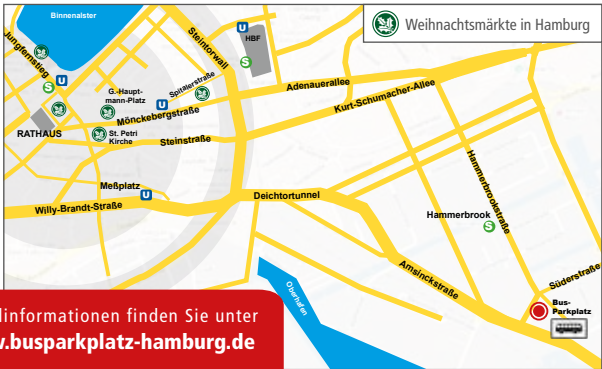 Binnenalster
Jungfernstieg
Steintorwall
U
HBF
Weihnachtsmärkte in Hamburg
S
U
S
G.-Haupt-
mann-Platz
U
Spitalerstraße
Adenauerallee
Kurt-Schumacher-Allee
Mönckebergstraße
RATHAUS
St. Petri
Kirche
Steinstraße
Hammerbrookstraße
Meßplatz
U
Willy-Brandt-Straße
Deichtortunnel
Hammerbrook
S
Amsinckstraße
Oberhafen
Süderstraße
Bus-
Parkplatz
informationen finden Sie unter
.busparkplatz-hamburg.de